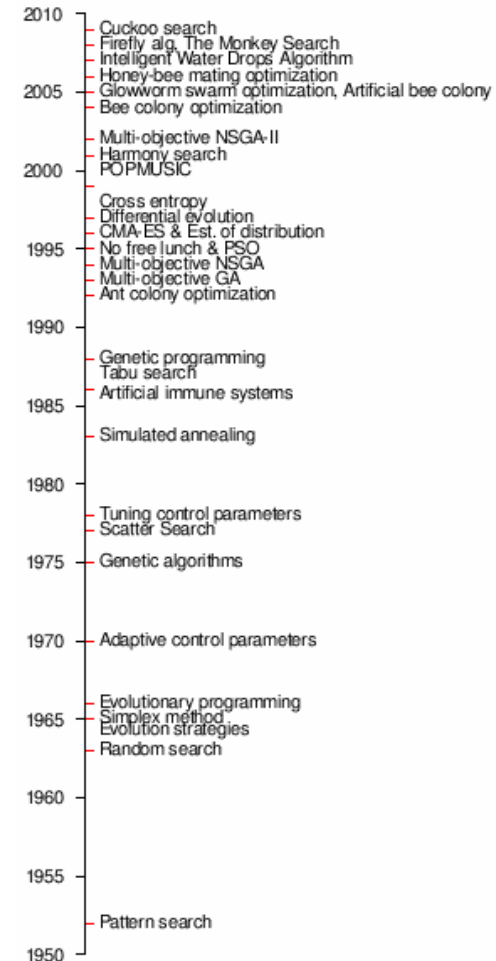 2010
Cuckoo search
Firefly alg, The Monkey Search
Intelligent Water Drops Algorithm
Honey-bee mating optimization
2005
Glowworm swarm optimization, Artificial bee colony
Bee colony optimization
Multi-objective NSGA-II
Harmony search
2000
POPMUSIC
Cross entropy
Differential evolution
CMA-ES & Est. of distribution
1995
No free lunch & PSO
Multi-objective NSGA
Multi-objective GA
Ant colony optimization
1990
Genetic programming
Tabu search
Artificial immune systems
1985
Simulated annealing
1980
Tuning control parameters
Scatter Search
1975
Genetic algorithms
1970
Adaptive control parameters
Evolutionary programming
1965
Simplex method
Evolution strategies
Random search
1960
1955
Pattern search
1950